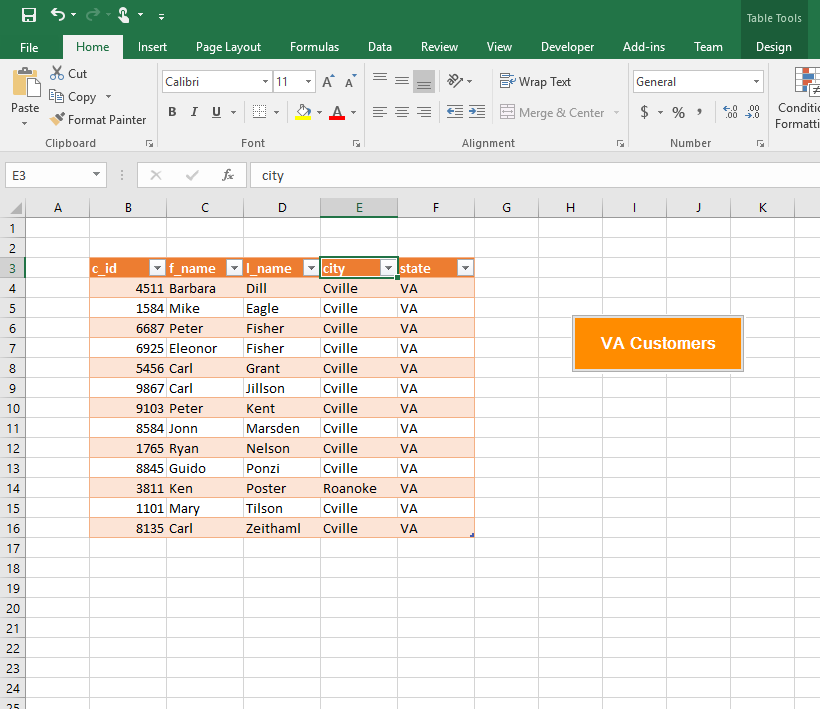 Table Tools
File Home Insert Page Layout Formulas Data Review View Developer Add-ins Team Design
Paste
Cut
Copy
Format Painter
Clipboard
Calibri 11 A A
B I U A
Font
Wrap Text
Merge & Center
Alignment
General
$ % , .00 .00
Number
Conditio
Formatti
E3 fx city
A B C D E F G H I J K
1
2
3 c_id f_name l_name city state
4 4511 Barbara Dill Cville VA
5 1584 Mike Eagle Cville VA
6 6687 Peter Fisher Cville VA
7 6925 Eleonor Fisher Cville VA
8 5456 Carl Grant Cville VA
9 9867 Carl Jillson Cville VA
10 9103 Peter Kent Cville VA
11 8584 Jonn Marsden Cville VA
12 1765 Ryan Nelson Cville VA
13 8845 Guido Ponzi Cville VA
14 3811 Ken Poster Roanoke VA
15 1101 Mary Tilson Cville VA
16 8135 Carl Zeithaml Cville VA
VA Customers
17
18
19
20
21
22
23
24
25